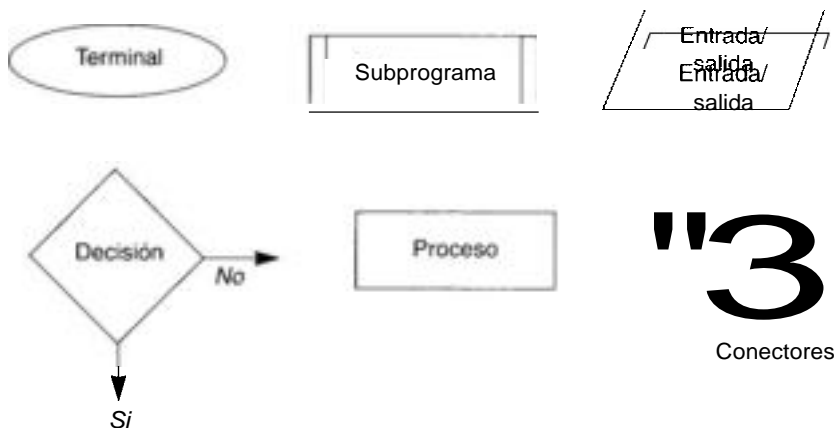 Terminal
Subprograma
Entrada/
salida
Entrada/
salida
Decisión
No
Si
Proceso
"3
Conectores